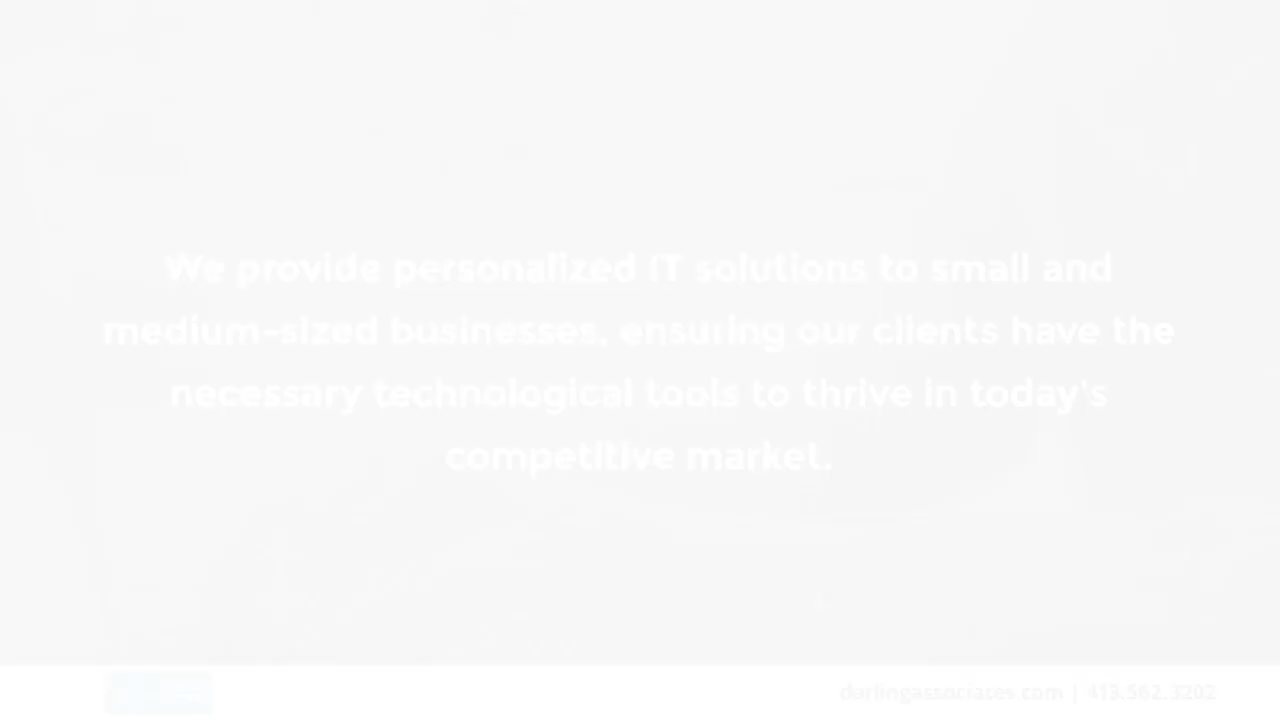 We provide personalized IT solutions to small and
medium-sized businesses, ensuring our clients have the
necessary technological tools to thrive in today's
competitive market.
darlingassociates.com | 413.562.3202